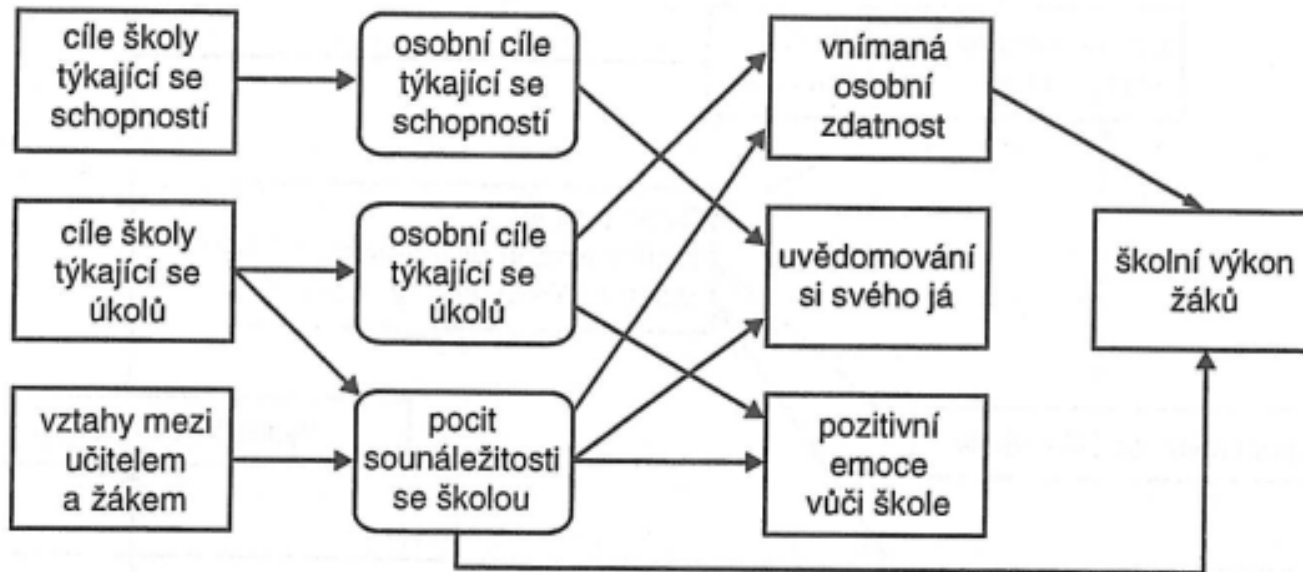 cíle školy
týkající se
schopností
osobní cíle
týkající se
schopností
vnímaná
osobní
zdatnost
cíle školy
týkající se
úkolů
osobní cíle
týkající se
úkolů
uvědomování
si svého já
školní výkon
žáků
vztahy mezi
učitelem
a žákem
pocit
sounáležitosti
se školou
pozitivní
emoce
vůči škole